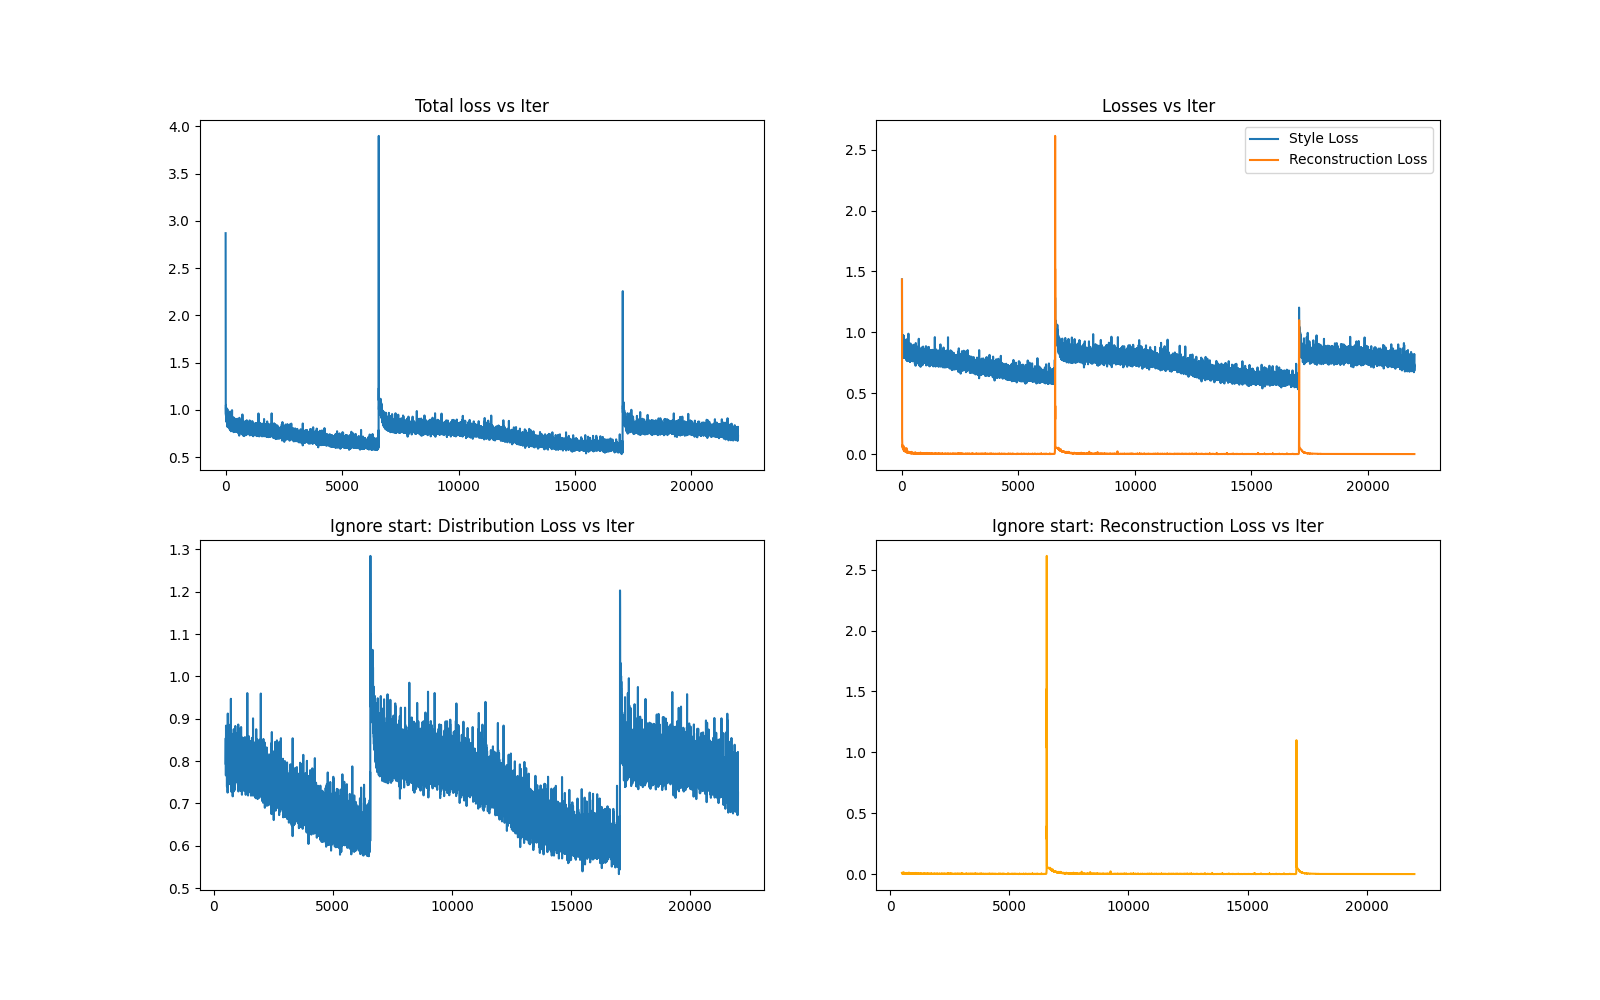 Total loss vs Iter
4.0
3.5
3.0
2.5
2.0
1.5
1.0
0.5
0 5000 10000 15000 20000
Losses vs Iter
Style Loss
Reconstruction Loss
2.5
2.0
1.5
1.0
0.5
0.0
0 5000 10000 15000 20000
Ignore start: Distribution Loss vs Iter
1.3
1.2
1.1
1.0
0.9
0.8
0.7
0.6
0.5
0 5000 10000 15000 20000
Ignore start: Reconstruction Loss vs Iter
2.5
2.0
1.5
1.0
0.5
0.0
0 5000 10000 15000 20000